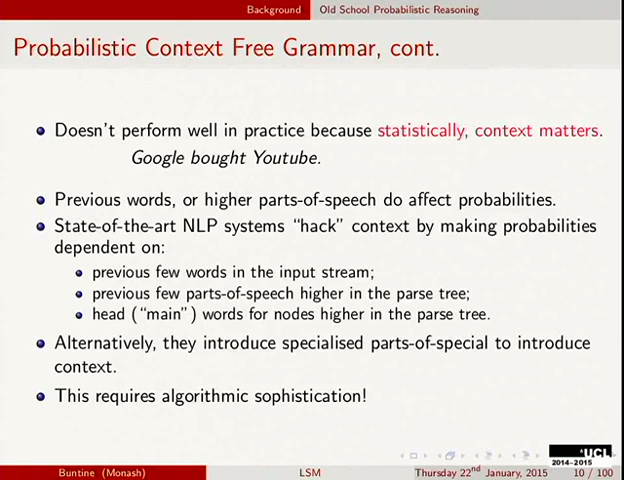 Background Old School Probabilistic Reasoning
Probabilistic Context Free Grammar, cont.
Doesn't perform well in practice because statistically, context matters.
Google bought Youtube.
Previous words, or higher parts-of-speech do affect probabilities.
State-of-the-art NLP systems "hack" context by making probabilities
dependent on:
previous few words in the input stream;
previous few parts-of-speech higher in the parse tree;
head ("main") words for nodes higher in the parse tree.
Alternatively, they introduce specialised parts-of-special to introduce
context.
This requires algorithmic sophistication!
UCL
2014-2015
Buntine (Monash) LSM Thursday 22nd January, 2015 10 / 100